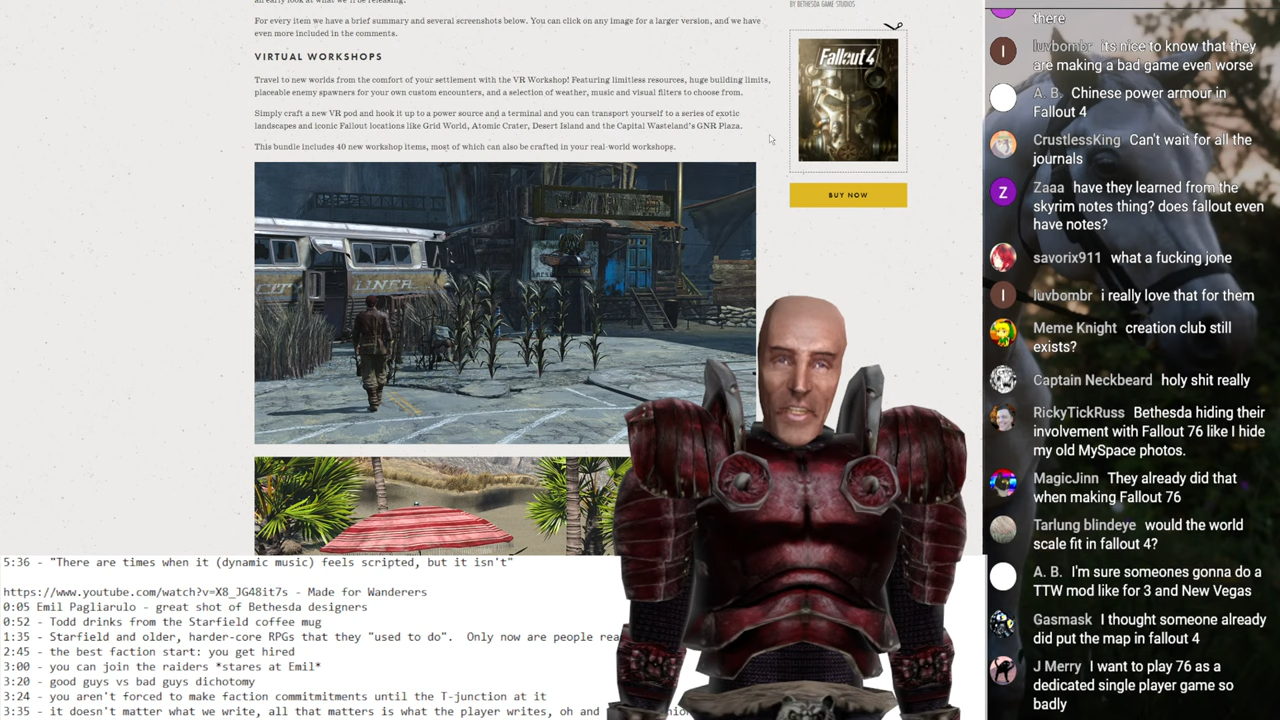 For every item we have a brief summary and several screenshots below. You can click on any image for a larger version, and we have
even more included in the comments.
VIRTUAL WORKSHOPS
Travel to new worlds from the comfort of your settlement with the VR Workshop! Featuring limitless resources, huge building limits,
placeable enemy spawners for your own custom encounters, and a selection of weather, music and visual filters to choose from.
Simply craft a new VR pod and hook it up to a power source and a terminal and you can transport yourself to a series of exotic
landscapes and iconic Fallout locations like Grid World, Atomic Crater, Desert Island and the Capital Wasteland's GNR Plaza.
This bundle includes 40 new workshop items, most of which can also be crafted in your real-world workshops.
BY BETHESDA GAME STUDIOS
Fallout 4
BUY NOW
5:36 - "There are times when it (dynamic music) feels scripted, but it isn't"
https://www.youtube.com/watch?v=X8_JG48it7s - Made for Wanderers
0:05 Emil Pagliarulo - great shot of Bethesda designers
0:52 - Todd drinks from the Starfield coffee mug
1:35 - Starfield and older, harder-core RPGs that they "used to do". Only now are people rea
2:45 - the best faction start: you get hired
3:00 - you can join the raiders *stares at Emil*
3:20 - good guys vs bad guys dichotomy
3:24 - you aren't forced to make faction commitmitments until the T-junction at it
3:35 - it doesn't matter what we write, all that matters is what the player writes, oh and
there
luvbombr its nice to know that they
are making a bad game even worse
A. B. Chinese power armour in
Fallout 4
CrustlessKing Can't wait for all the
journals
Z
Zaaa have they learned from the
skyrim notes thing? does fallout even
have notes?
savorix911 what a fucking jone
luvbombr i really love that for them
Meme Knight creation club still
exists?
Captain Neckbeard holy shit really
RickyTickRuss Bethesda hiding their
involvement with Fallout 76 like I hide
my old MySpace photos.
MagicJinn They already did that
when making Fallout 76
Tarlung blindeye would the world
scale fit in fallout 4?
A. B. I'm sure someones gonna do a
TTW mod like for 3 and New Vegas
Gasmask I thought someone already
did put the map in fallout 4
J Merry I want to play 76 as a
dedicated single player game so
badly